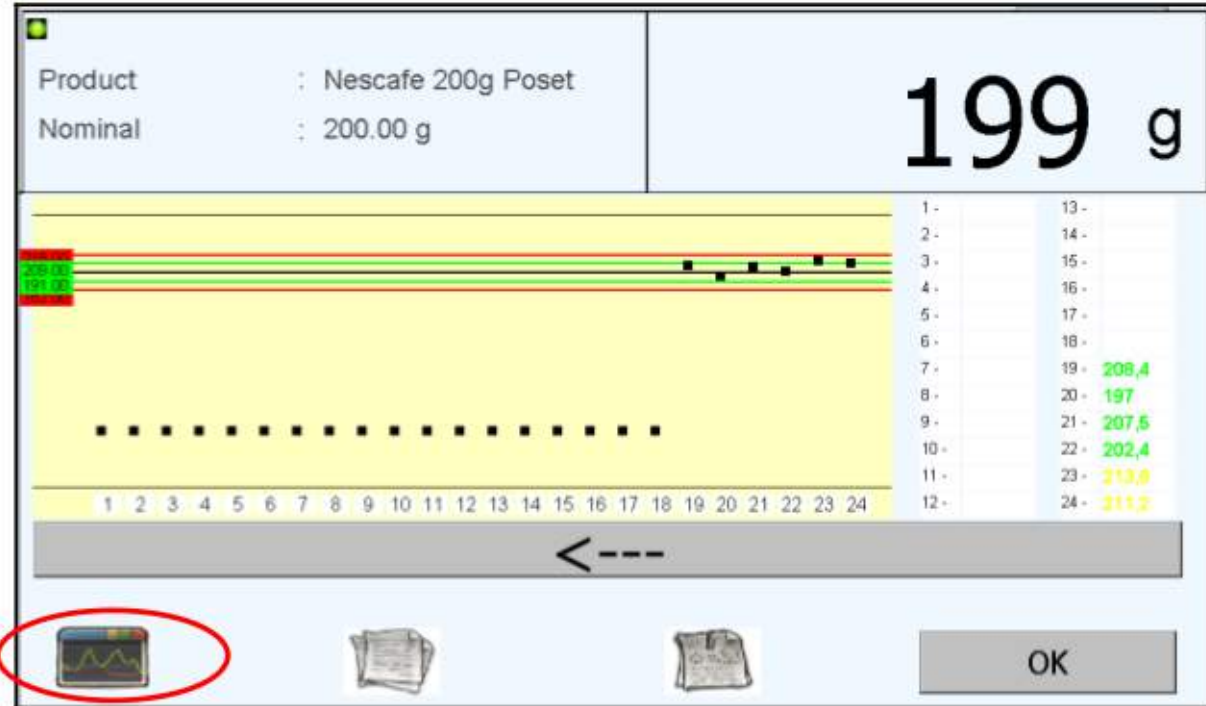 Product : Nescafe 200g Poset
Nominal : 200.00 g
199 g
209.00
191.00
1 2 3 4 5 6 7 8 9 10 11 12 13 14 15 16 17 18 19 20 21 22 23 24
1 -
2 -
3 -
4 -
5 -
6 -
7 -
8 -
9 -
10 -
11 -
12 -
13 -
14 -
15 -
16 -
17 -
18 -
19 - 208,4
20 - 197
21 - 207,5
22 - 202,4
23 -
24 - 211,2
<---
OK